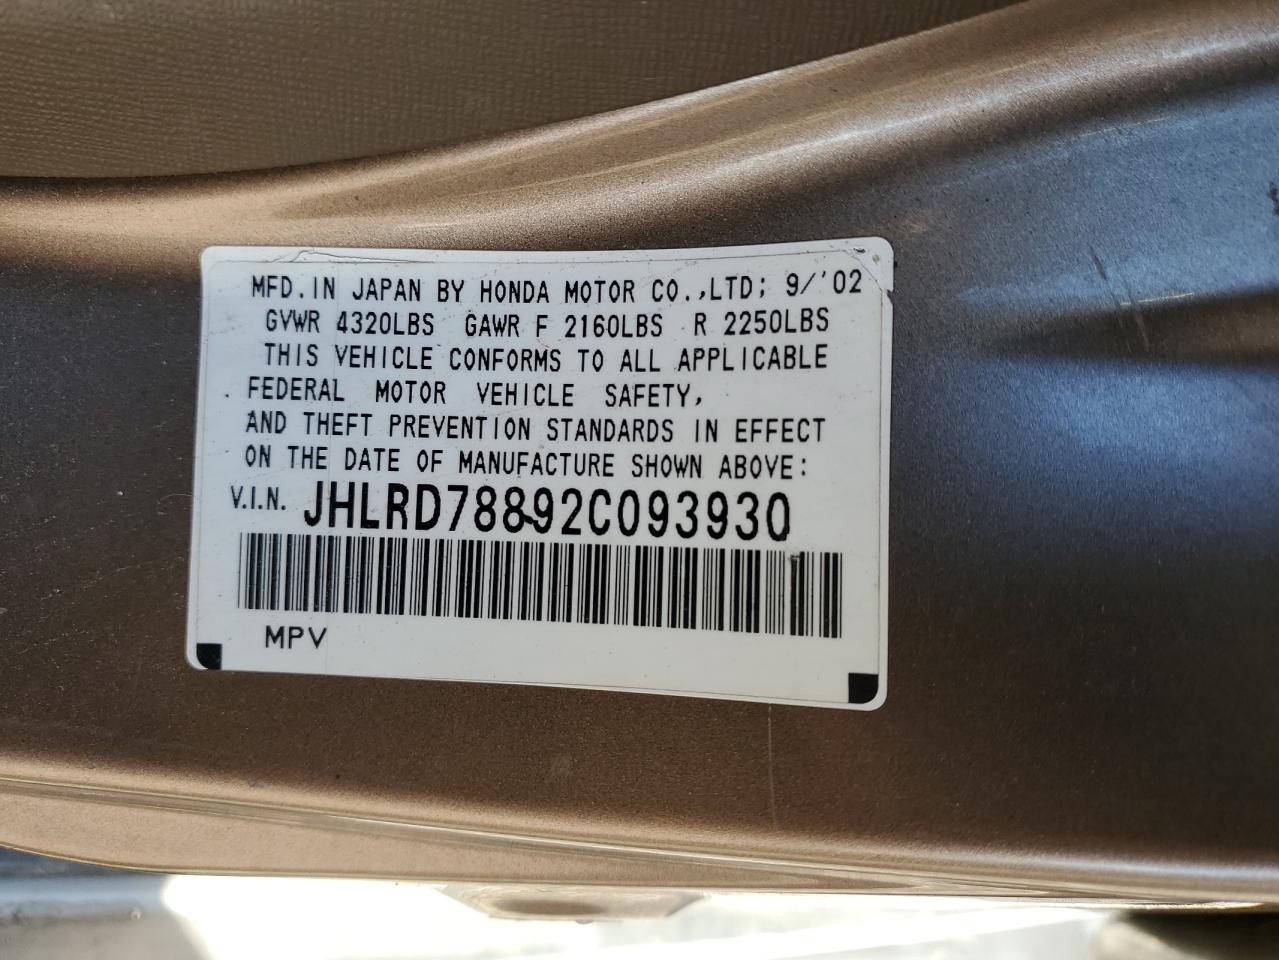 MFD. IN JAPAN BY HONDA MOTOR CO.,LTD; 9/'02
GVWR 4320LBS GAWR F 2160LBS R 2250LBS
THIS VEHICLE CONFORMS TO ALL APPLICABLE
FEDERAL MOTOR VEHICLE SAFETY,
AND THEFT PREVENTION STANDARDS IN EFFECT
ON THE DATE OF MANUFACTURE SHOWN ABOVE:
V.I.N. JHLRD78892C093930
MPV